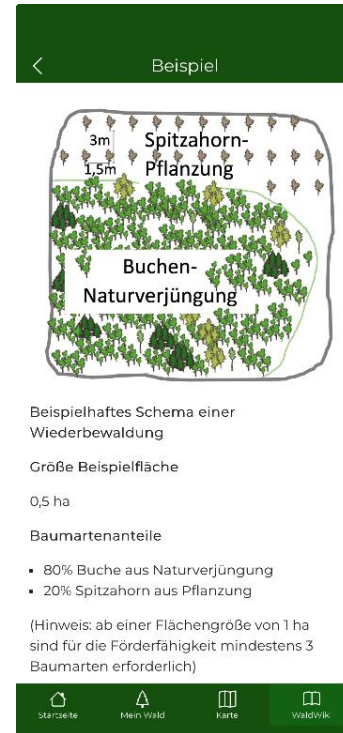 Beispiel
3m
Spitzahorn-
1,5m
Pflanzung
Buchen-
Naturverjüngung
Beispielhaftes Schema einer
Wiederbewaldung
Größe Beispielfläche
0,5 ha
Baumartenanteile
▪ 80% Buche aus Naturverjüngung
▪ 20% Spitzahorn aus Pflanzung
(Hinweis: ab einer Flächengröße von 1 ha
sind für die Förderfähigkeit mindestens 3
Baumarten erforderlich)
Startseite
Mein Wald
Karte
WaldWik